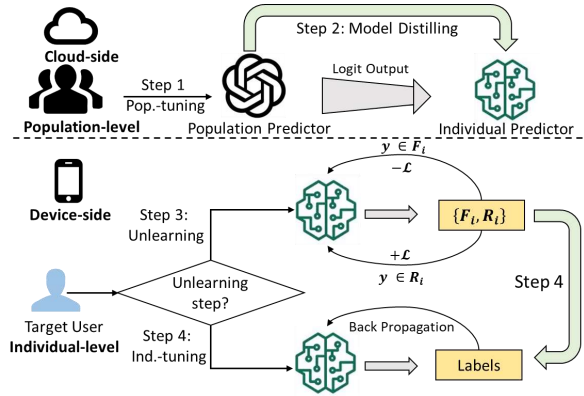 Step 2: Model Distilling
Cloud-side
Step 1
Pop.-tuning
Logit Output
Population-level
Population Predictor
Individual Predictor
y ∈ F_i
−ℒ
Device-side
Step 3:
Unlearning
{F_i, R_i}
+ℒ
y ∈ R_i
Unlearning
step?
Step 4
Target User
Individual-level
Step 4:
Ind.-tuning
Back Propagation
Labels